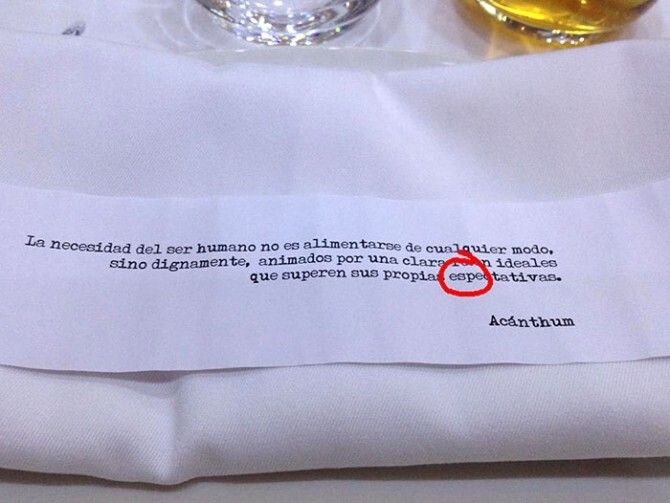 La necesidad del ser humano no es alimentarse de cualquier modo,
sino dignamente, animados por una clara ideales
que superen sus propias espectativas.
Acánthum